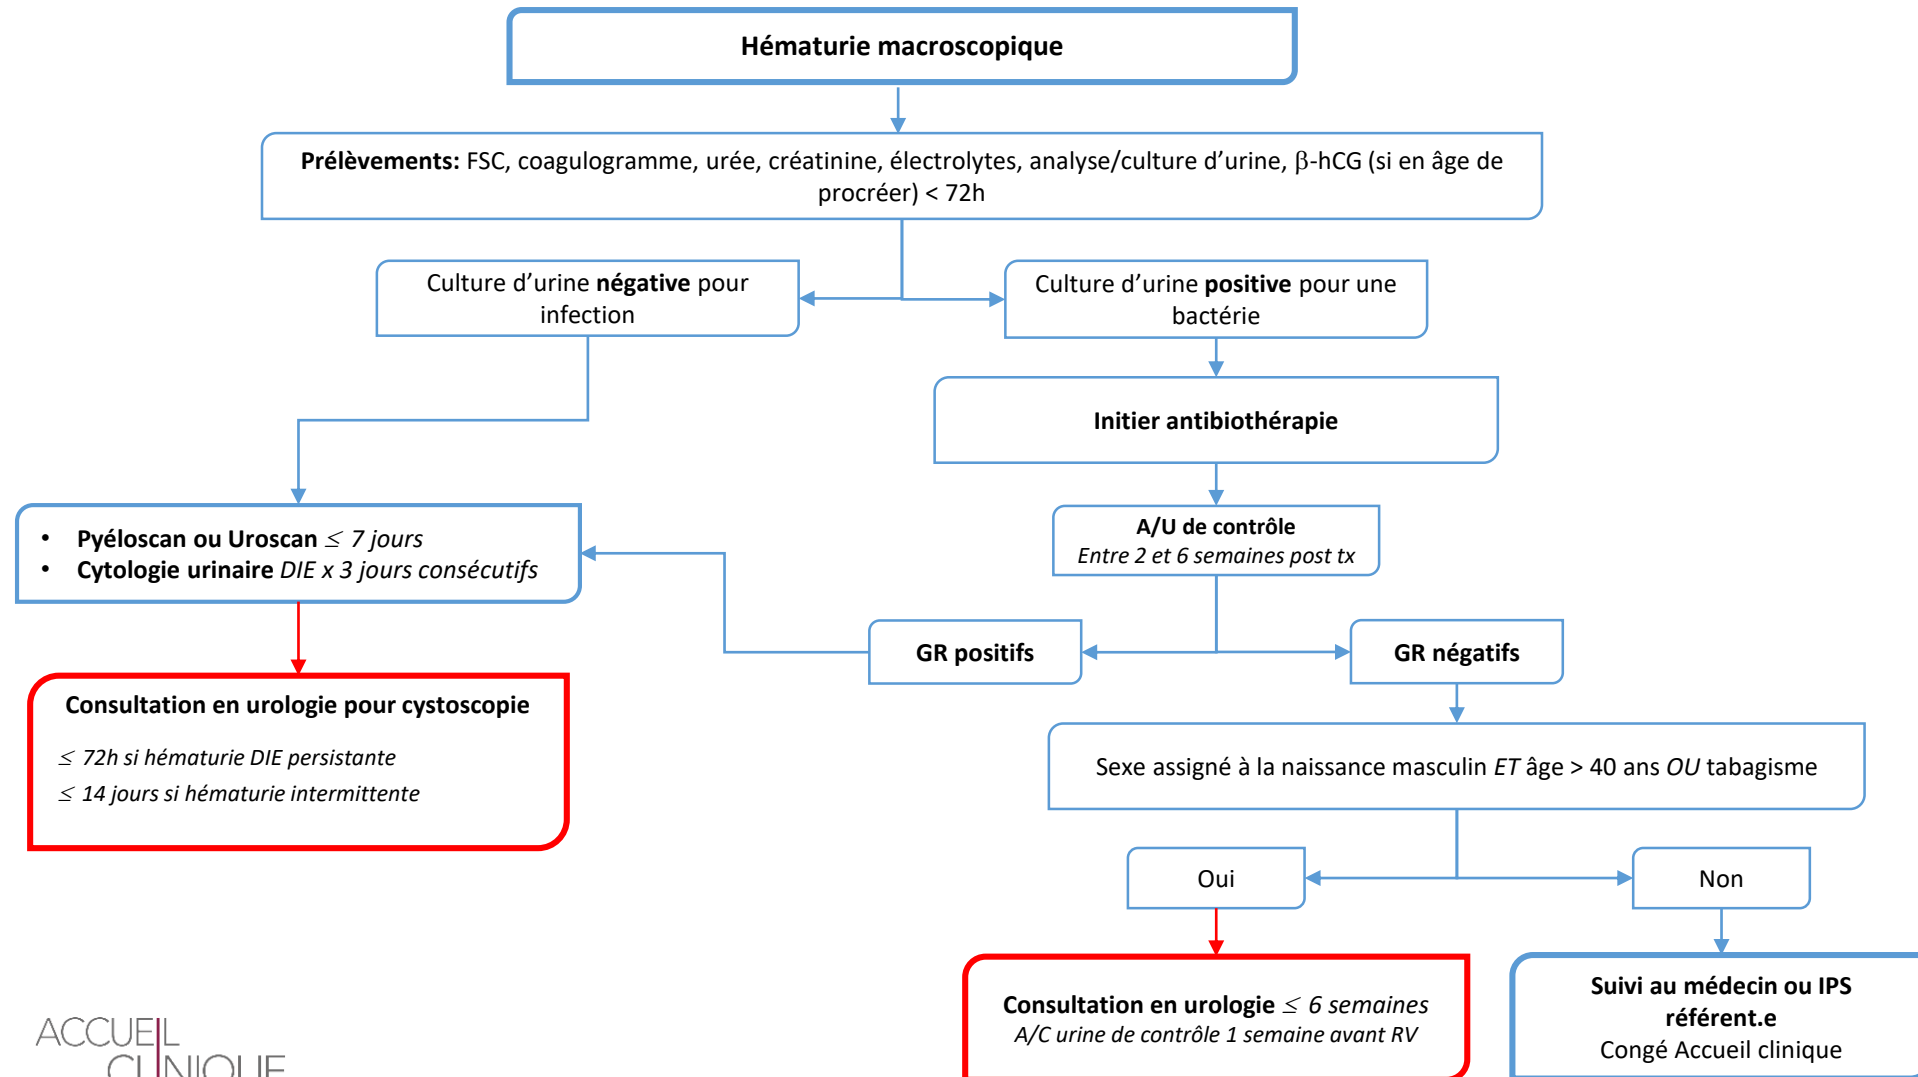 Hématurie macroscopique
Prélèvements: FSC, coagulogramme, urée, créatinine, électrolytes, analyse/culture d’urine, β-hCG (si en âge de
procréer) < 72h
Culture d’urine négative pour
infection
Culture d’urine positive pour une
bactérie
Initier antibiothérapie
A/U de contrôle
Entre 2 et 6 semaines post tx
• Pyéloscan ou Uroscan ≤ 7 jours
• Cytologie urinaire DIE x 3 jours consécutifs
GR positifs
GR négatifs
Consultation en urologie pour cystoscopie
≤ 72h si hématurie DIE persistante
≤ 14 jours si hématurie intermittente
Sexe assigné à la naissance masculin ET âge > 40 ans OU tabagisme
Oui
Non
Consultation en urologie ≤ 6 semaines
A/C urine de contrôle 1 semaine avant RV
Suivi au médecin ou IPS
référent.e
Congé Accueil clinique
ACCUEIL
CLINIQUE